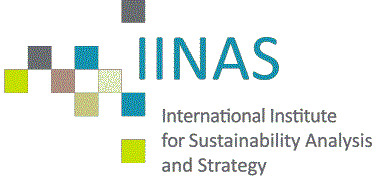 IINAS
International Institute
for Sustainability Analysis
and Strategy